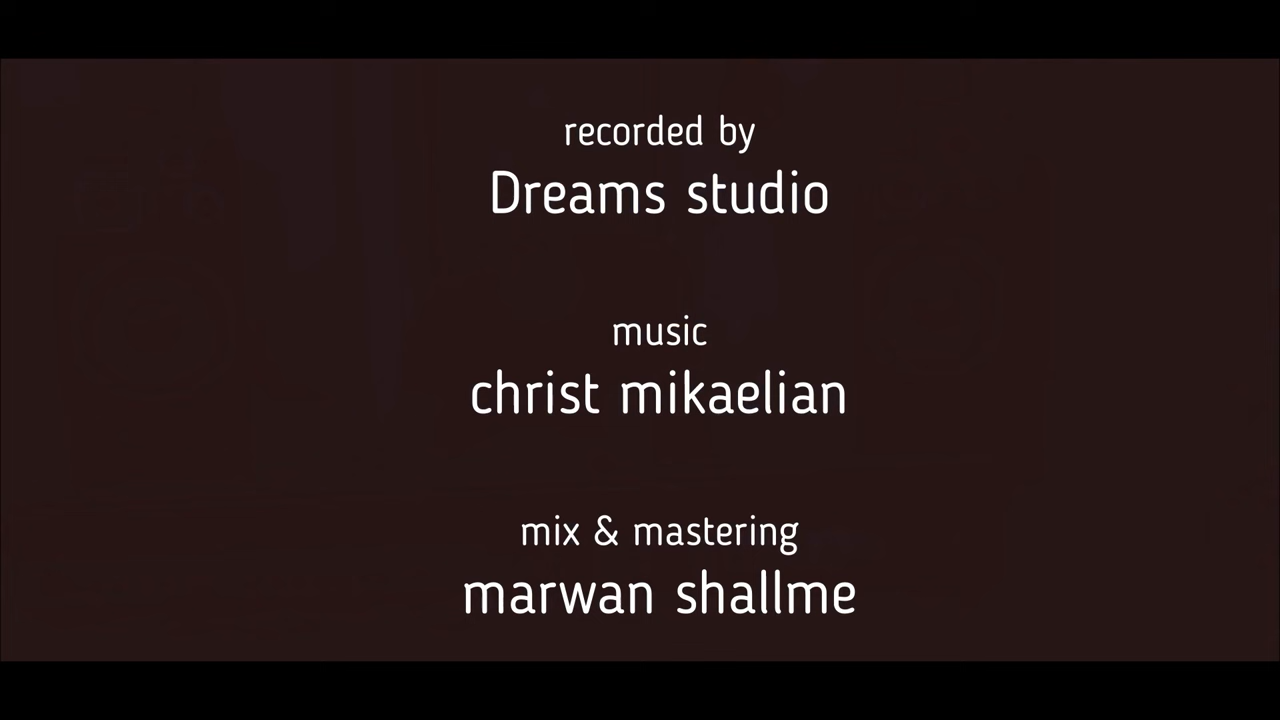 recorded by
Dreams studio
music
christ mikaelian
mix & mastering
marwan shallme